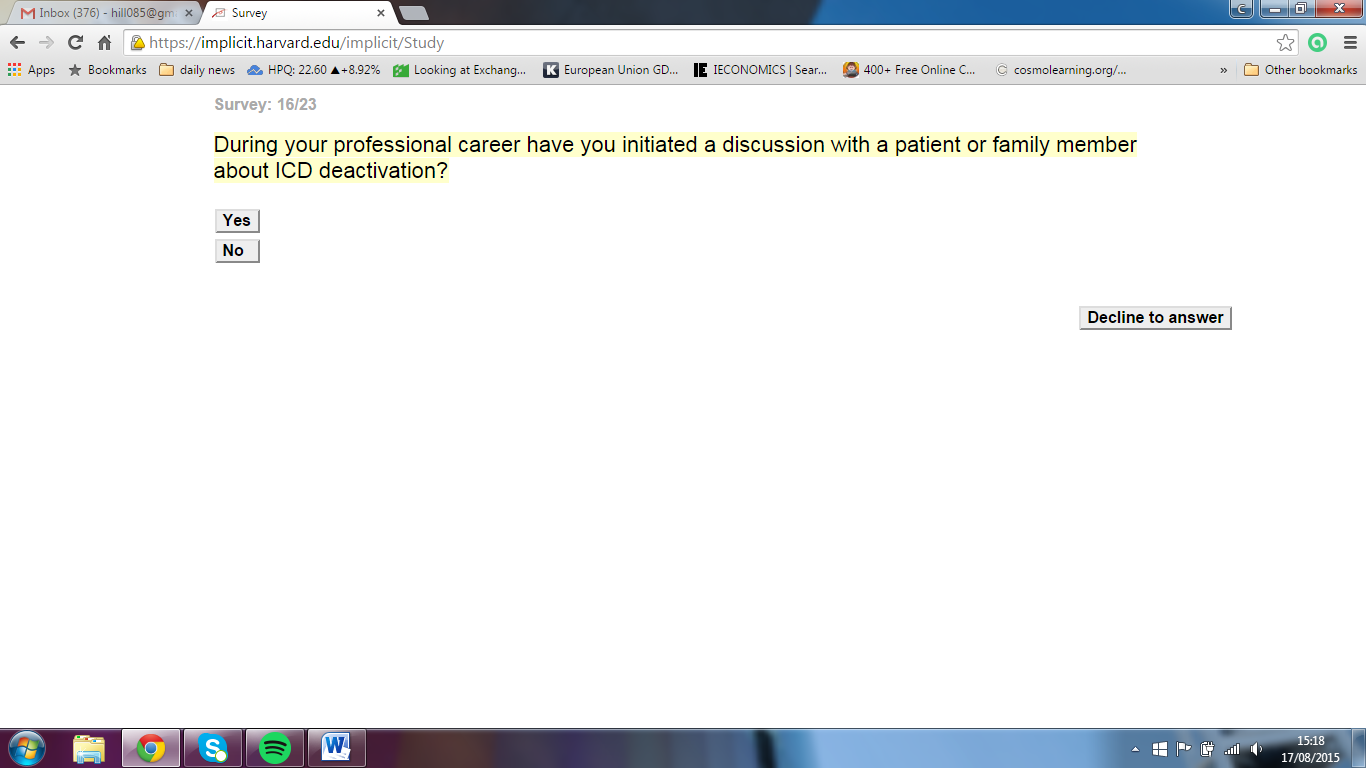 Inbox (376) - hill085@gm
Survey
https://implicit.harvard.edu/implicit/Study
Apps Bookmarks daily news HPQ: 22.60 ▲+8.92% Looking at Exchang... European Union GD... IECONOMICS | Sear... 400+ Free Online C... cosmolearning.org/... » Other bookmarks
Survey: 16/23
During your professional career have you initiated a discussion with a patient or family member
about ICD deactivation?
Yes
No
Decline to answer
15:18
17/08/2015